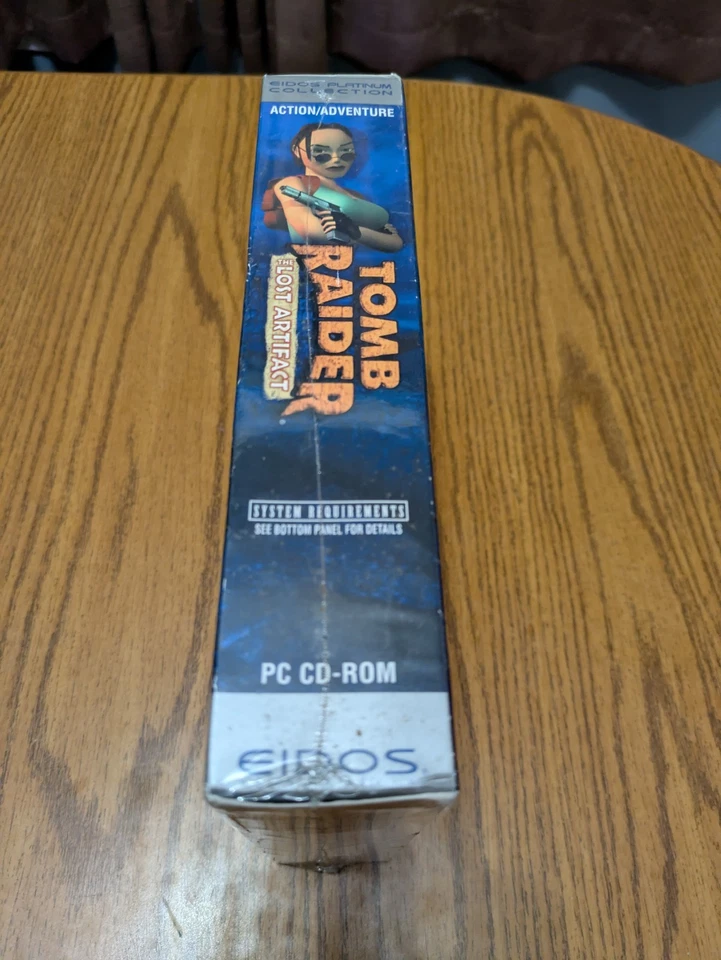 EIDOS PLATINUM
COLLECTION
ACTION/ADVENTURE
TOMB
RAIDER
THE
LOST ARTIFACT
SYSTEM REQUIREMENTS
SEE BOTTOM PANEL FOR DETAILS
PC CD-ROM
EIDOS